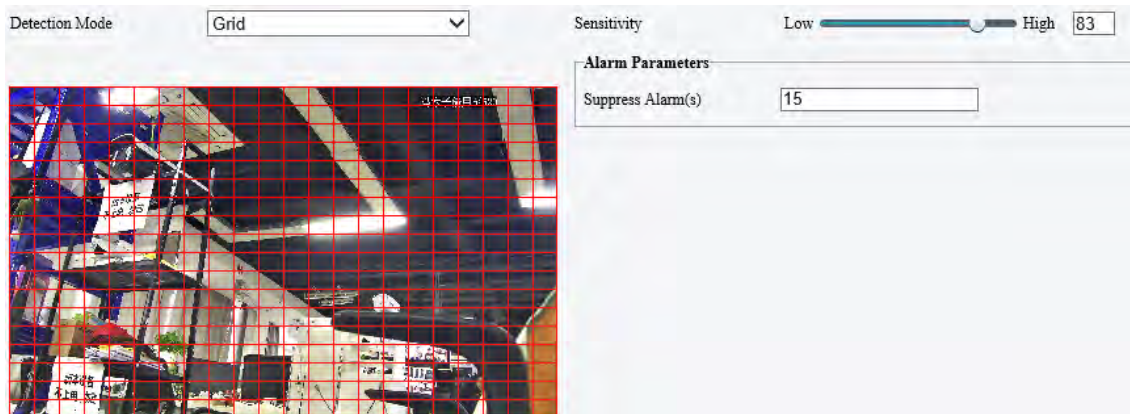 Detection Mode
Grid
Sensitivity
Low
High
83
Alarm Parameters
Suppress Alarm(s)
15